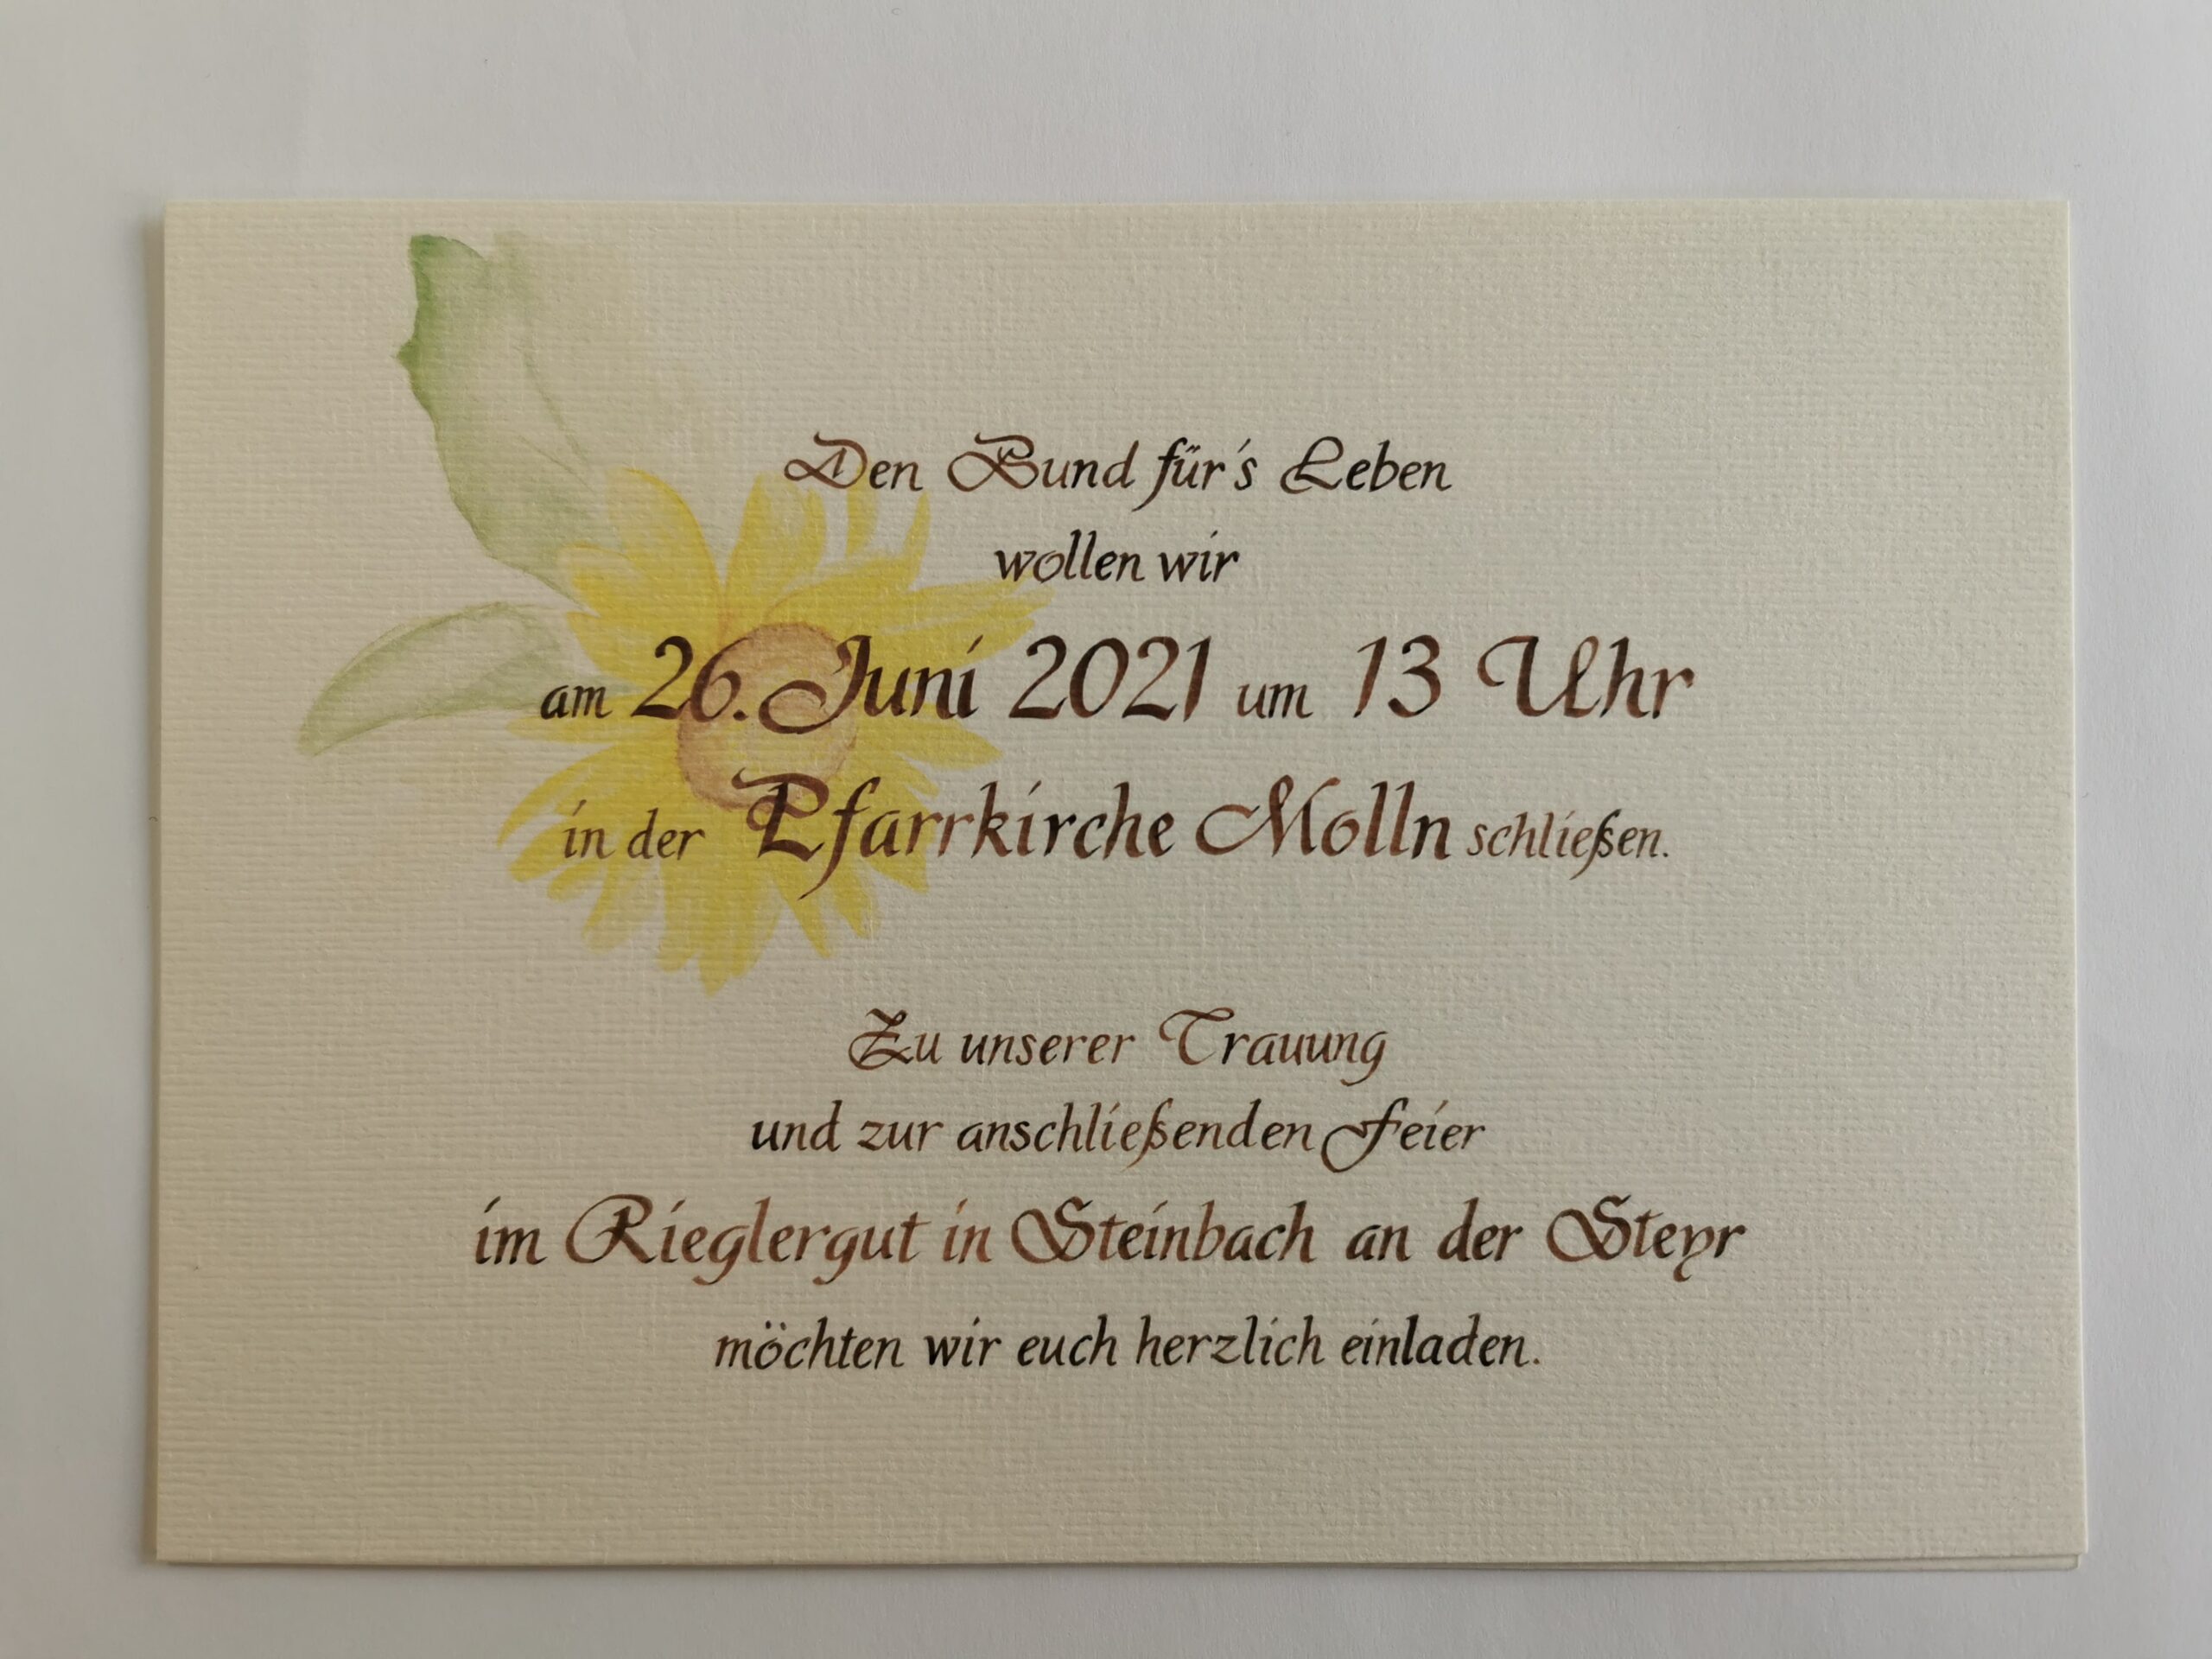 Den Bund für's Leben
wollen wir
am 26. Juni 2021 um 13 Uhr
in der Pfarrkirche Molln schließen.
Zu unserer Trauung
und zur anschließenden Feier
im Rieglergut in Steinbach an der Steyr
möchten wir euch herzlich einladen.